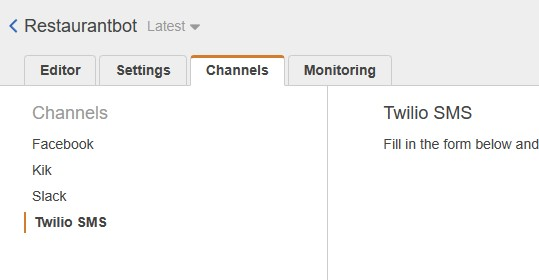 Restaurantbot Latest
Editor Settings Channels Monitoring
Channels
Facebook
Kik
Slack
Twilio SMS
Twilio SMS
Fill in the form below and